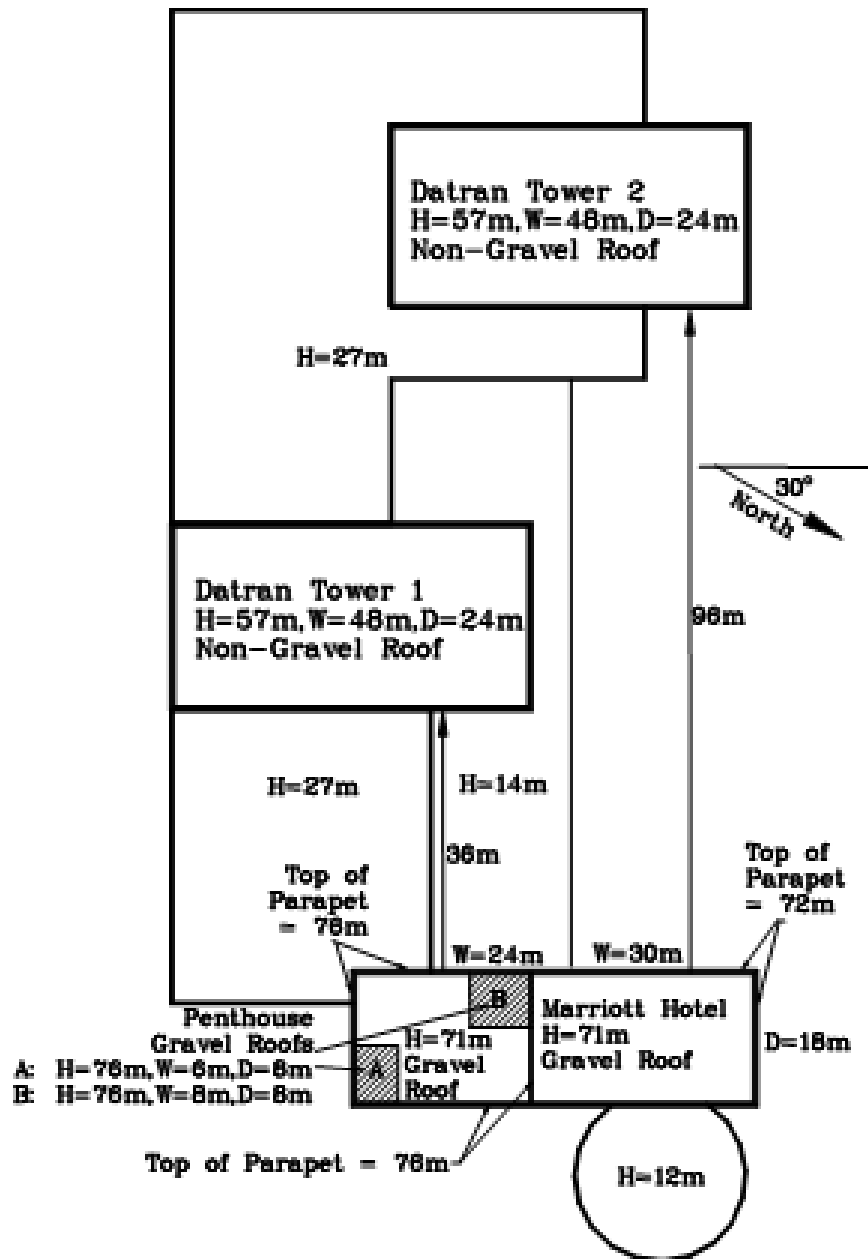 Datran Tower 2
H=57m,W=48m,D=24m
Non-Gravel Roof
H=27m
30°
North
Datran Tower 1
H=57m,W=48m,D=24m
Non-Gravel Roof
96m
H=27m
H=14m
36m
Top of
Parapet
= 76m
Top of
Parapet
= 72m
W=24m
W=30m
B
Penthouse
Gravel Roofs
A: H=76m,W=6m,D=8m
B: H=76m,W=8m,D=8m
H=71m
Gravel
Roof
A
Marriott Hotel
H=71m
Gravel Roof
D=18m
Top of Parapet = 76m
H=12m